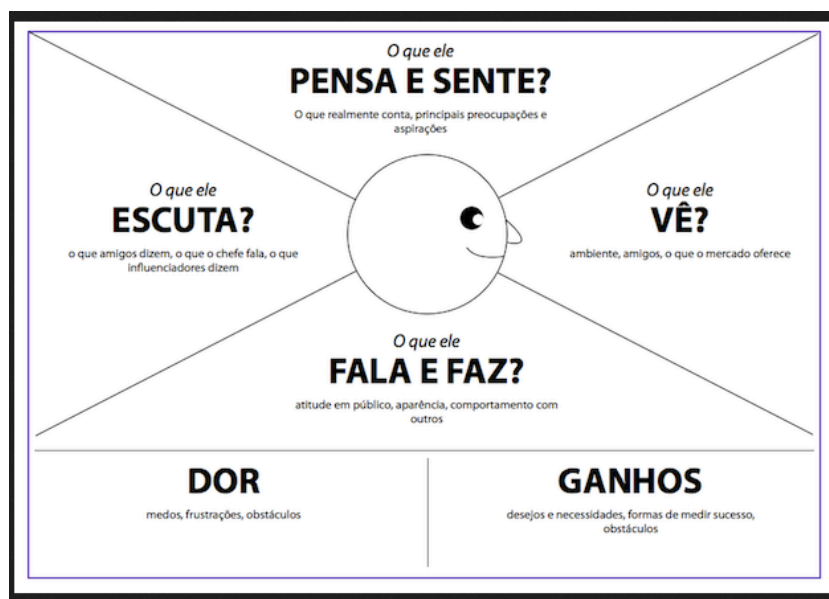 O que ele
PENSA E SENTE?
O que realmente conta, principais preocupações e
aspirações
O que ele
ESCUTA?
o que amigos dizem, o que o chefe fala, o que
influenciadores dizem
O que ele
VÊ?
ambiente, amigos, o que o mercado oferece
O que ele
FALA E FAZ?
atitude em público, aparência, comportamento com
outros
DOR
medos, frustrações, obstáculos
GANHOS
desejos e necessidades, formas de medir sucesso,
obstáculos